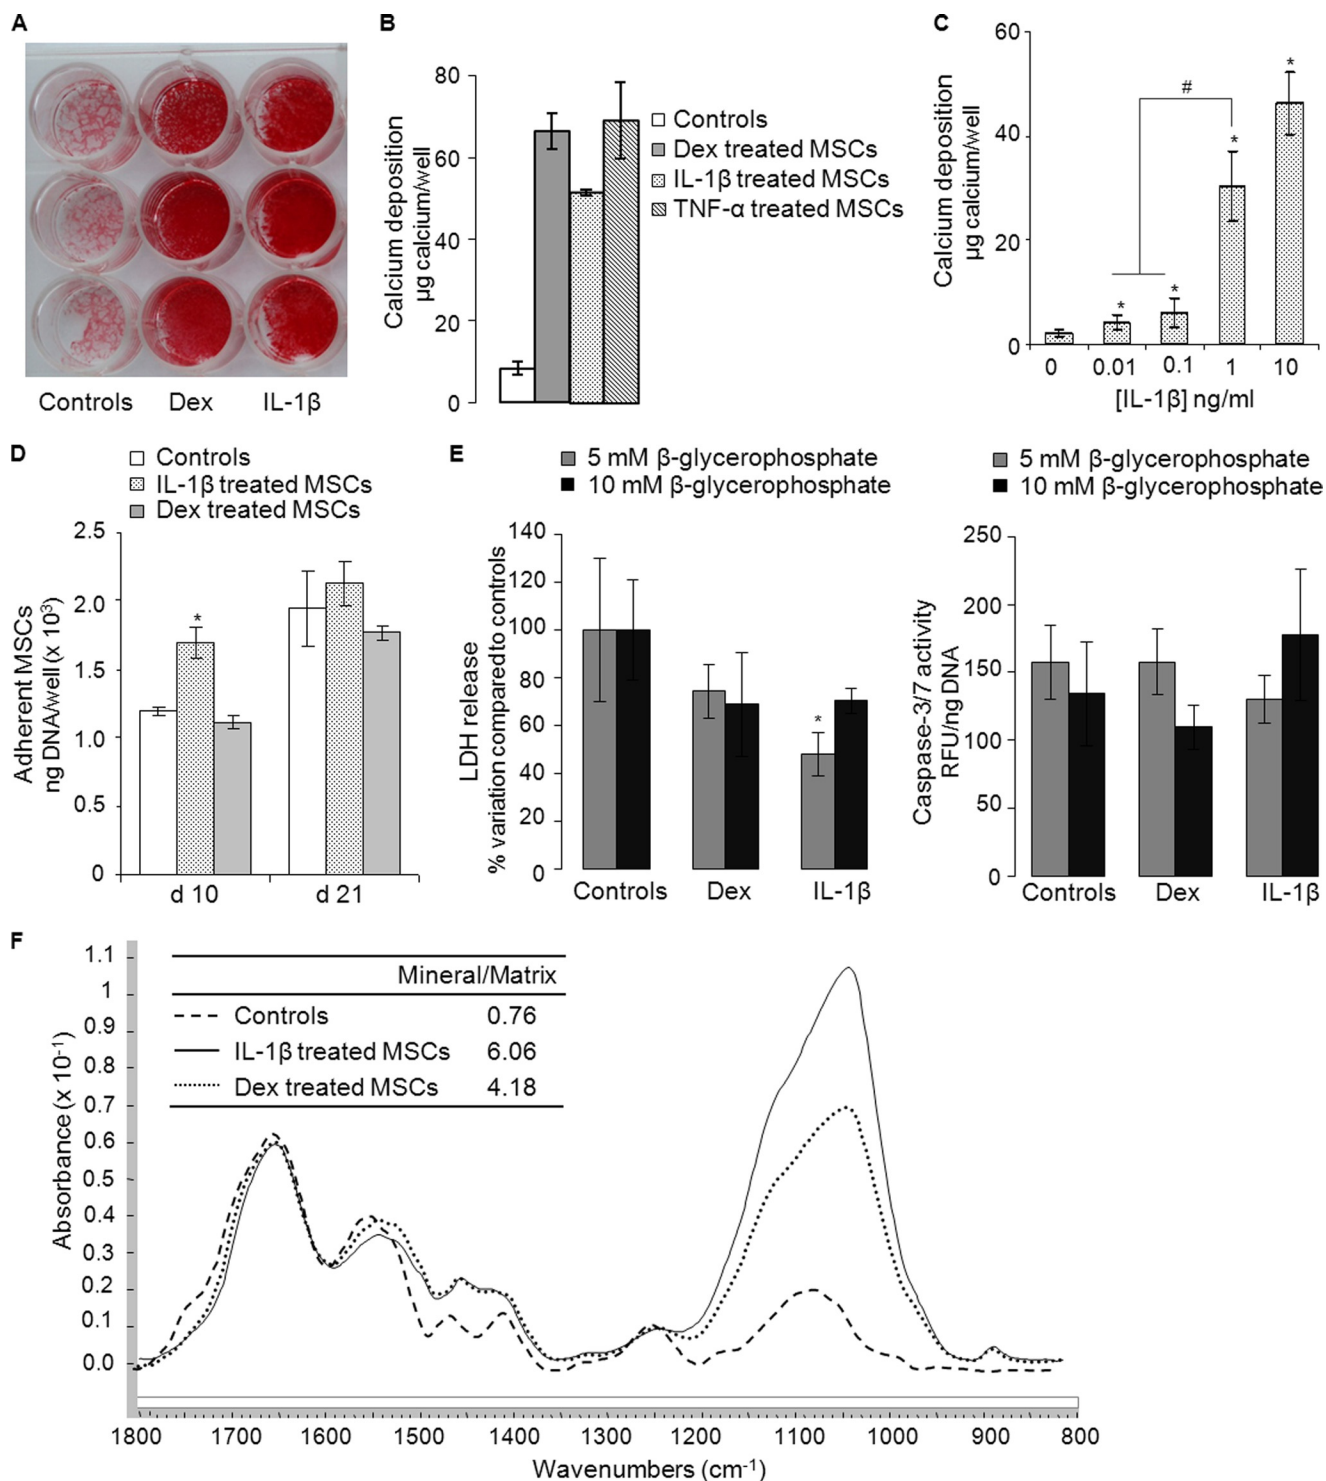 A
Controls Dex IL-1β
B
Calcium deposition
µg calcium/well
80
60
40
20
0
Controls
Dex treated MSCs
IL-1β treated MSCs
TNF-α treated MSCs
C
Calcium deposition
µg calcium/well
60
40
20
0
#
*
*
*
*
0 0.01 0.1 1 10
[IL-1β] ng/ml
D
Controls
IL-1β treated MSCs
Dex treated MSCs
Adherent MSCs
ng DNA/well (x 10³)
2.5
2.0
1.5
1.0
0.5
0
*
d 10 d 21
E
5 mM β-glycerophosphate
10 mM β-glycerophosphate
LDH release
% variation compared to controls
140
120
100
80
60
40
20
0
*
Controls Dex IL-1β
5 mM β-glycerophosphate
10 mM β-glycerophosphate
Caspase-3/7 activity
RFU/ng DNA
250
200
150
100
50
0
Controls Dex IL-1β
F
Absorbance (x 10⁻¹)
1.1
1
0.9
0.8
0.7
0.6
0.5
0.4
0.3
0.2
0.1
0.0
Mineral/Matrix
Controls 0.76
IL-1β treated MSCs 6.06
Dex treated MSCs 4.18
1800 1700 1600 1500 1400 1300 1200 1100 1000 900 800
Wavenumbers (cm⁻¹)